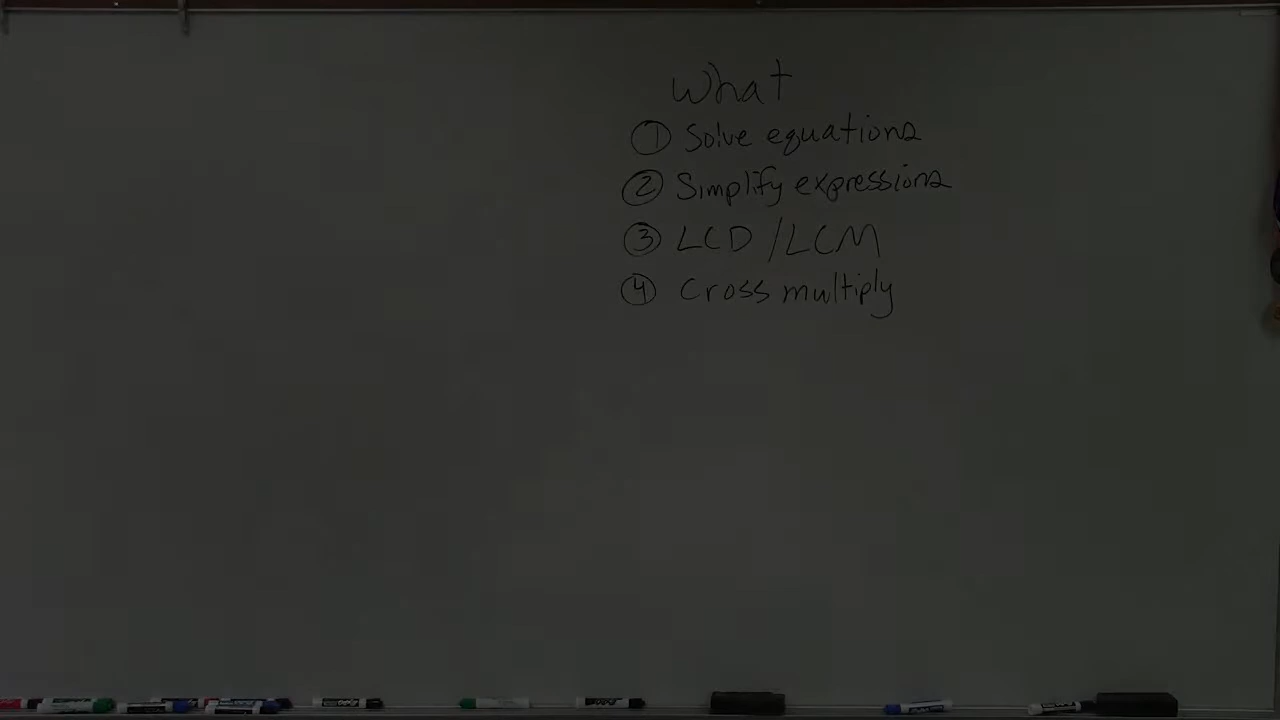 What
① Solve equations
② Simplify expressions
③ LCD / LCM
④ Cross multiply